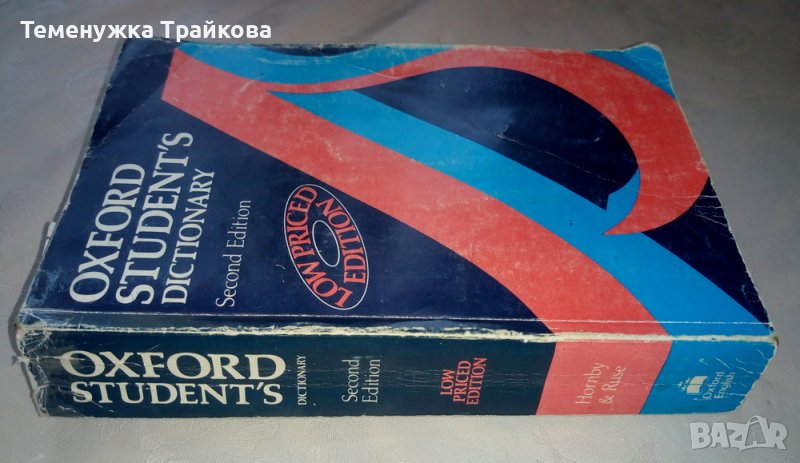 Теменужка Трайкова
OXFORD
STUDENT'S
DICTIONARY
Second Edition
LOW PRICED
EDITION
OXFORD
STUDENT'S
DICTIONARY
Second
Edition
LOW
PRICED
EDITION
Hornby
& Ruse
Oxford
English
BAZAR